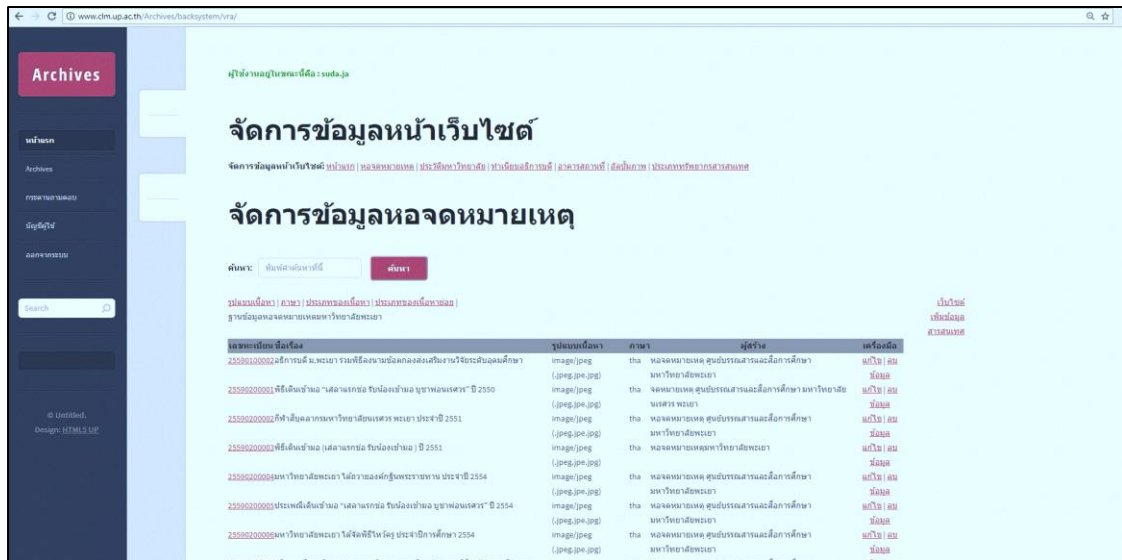 www.clm.up.ac.th/Archives/backsystem/vra/
Archives
หน้าแรก
Archives
กระดานถามตอบ
บัญชีผู้ใช้
ออกจากระบบ
Search
© Untitled.
Design: HTML5 UP
ผู้ใช้งานอยู่ในขณะนี้คือ : suda.ja
จัดการข้อมูลหน้าเว็บไซต์
จัดการข้อมูลหน้าเว็บไซต์: หน้าแรก | หอจดหมายเหตุ | ประวัติมหาวิทยาลัย | ทำเนียบอธิการบดี | อาคารสถานที่ | อัลบั้มภาพ | ประเภททรัพยากรสารสนเทศ
จัดการข้อมูลหอจดหมายเหตุ
ค้นหา: พิมพ์คำค้นหาที่นี่ ค้นหา
รูปแบบเนื้อหา | ภาษา | ประเภทของเนื้อหา | ประเภทของเนื้อหาย่อย |
ฐานข้อมูลหอจดหมายเหตุมหาวิทยาลัยพะเยา
เว็บไซต์
เพิ่มข้อมูล
สารสนเทศ
เลขทะเบียน ชื่อเรื่อง รูปแบบเนื้อหา ภาษา ผู้สร้าง เครื่องมือ
25590100002อธิการบดี ม.พะเยา ร่วมพิธีลงนามข้อตกลงส่งเสริมงานวิจัยระดับอุดมศึกษา image/jpeg tha หอจดหมายเหตุ ศูนย์บรรณสารและสื่อการศึกษา แก้ไข | ลบ
(.jpeg,jpe,jpg) มหาวิทยาลัยพะเยา ข้อมูล
25590200001พิธีเดินเข้ามอ "เสลาแรกช่อ รับน้องเข้ามอ บูชาพ่อนเรศวร" ปี 2550 image/jpeg tha จดหมายเหตุ ศูนย์บรรณสารและสื่อการศึกษา มหาวิทยาลัย แก้ไข | ลบ
(.jpeg,jpe,jpg) นเรศวร พะเยา ข้อมูล
25590200002กีฬาสืบคลากรมหาวิทยาลัยนเรศวร พะเยา ประจำปี 2551 image/jpeg tha หอจดหมายเหตุ ศูนย์บรรณสารและสื่อการศึกษา แก้ไข | ลบ
(.jpeg,jpe,jpg) มหาวิทยาลัยพะเยา ข้อมูล
25590200003พิธีเดินเข้ามอ (เสลาแรกช่อ รับน้องเข้ามอ ) ปี 2551 image/jpeg tha หอจดหมายเหตุมหาวิทยาลัยพะเยา แก้ไข | ลบ
(.jpeg,jpe,jpg) ข้อมูล
25590200004มหาวิทยาลัยพะเยา ได้ถวายองค์กฐินพระราชทาน ประจำปี 2554 image/jpeg tha หอจดหมายเหตุ ศูนย์บรรณสารและสื่อการศึกษา แก้ไข | ลบ
(.jpeg,jpe,jpg) มหาวิทยาลัยพะเยา ข้อมูล
25590200005ประเพณีเดินเข้ามอ "เสลาแรกช่อ รับน้องเข้ามอ บูชาพ่อนเรศวร" ปี 2554 image/jpeg tha หอจดหมายเหตุ ศูนย์บรรณสารและสื่อการศึกษา แก้ไข | ลบ
(.jpeg,jpe,jpg) มหาวิทยาลัยพะเยา ข้อมูล
25590200006มหาวิทยาลัยพะเยา ได้จัดพิธีไหว้ครู ประจำปีการศึกษา 2554 image/jpeg tha หอจดหมายเหตุ ศูนย์บรรณสารและสื่อการศึกษา แก้ไข | ลบ
(.jpeg,jpe,jpg) มหาวิทยาลัยพะเยา ข้อมูล